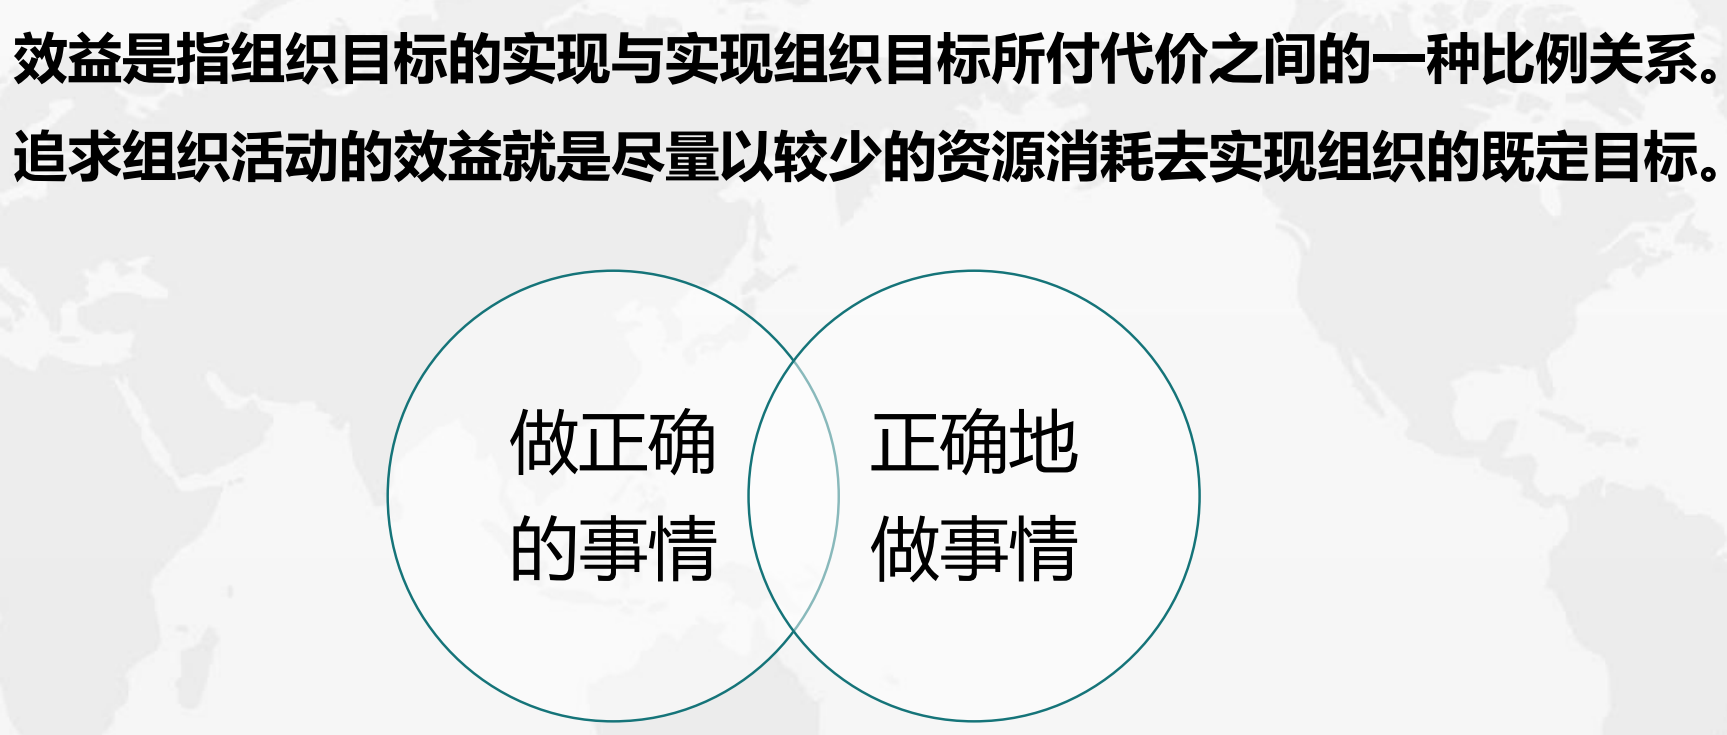 效益是指组织目标的实现与实现组织目标所付代价之间的一种比例关系。
追求组织活动的效益就是尽量以较少的资源消耗去实现组织的既定目标。
做正确
的事情
正确地
做事情